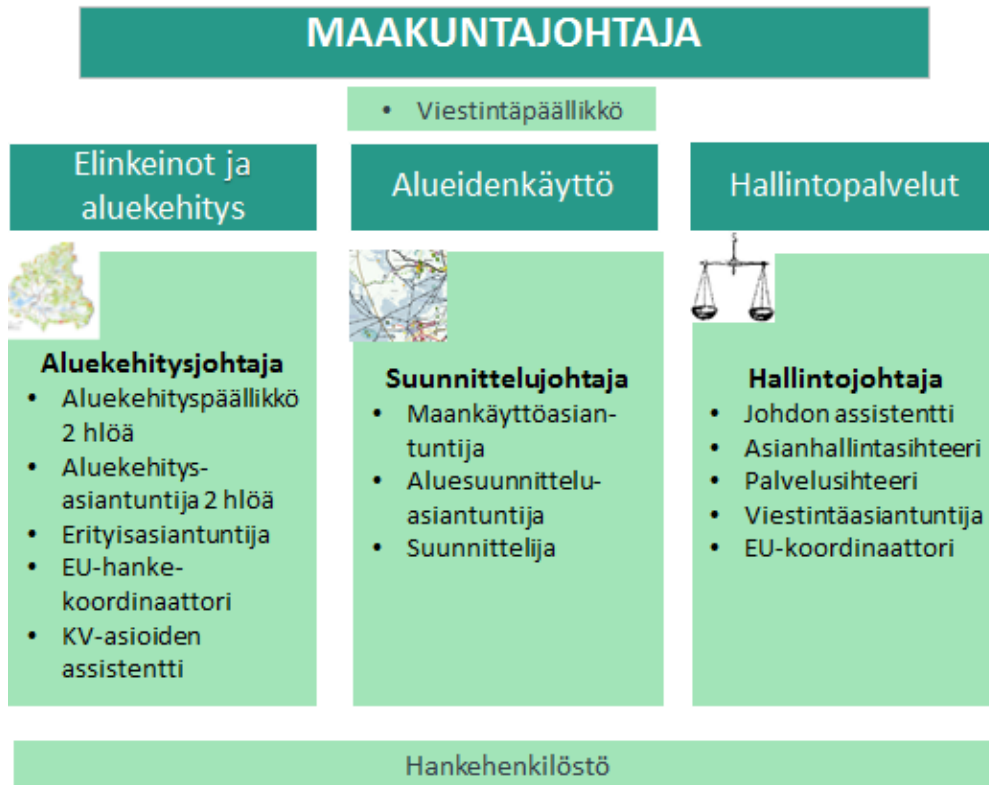 MAAKUNTAJOHTAJA
• Viestintäpäällikkö
Elinkeinot ja
aluekehitys
Aluekehitysjohtaja
• Aluekehityspäällikkö
2 hlöä
• Aluekehitys-
asiantuntija 2 hlöä
• Erityisasiantuntija
• EU-hanke-
koordinaattori
• KV-asioiden
assistentti
Alueidenkäyttö
Suunnittelujohtaja
• Maankäyttöasian-
tuntija
• Aluesuunnittelu-
asiantuntija
• Suunnittelija
Hallintopalvelut
Hallintojohtaja
• Johdon assistentti
• Asianhallintasihteeri
• Palvelusihteeri
• Viestintäasiantuntija
• EU-koordinaattori
Hankehenkilöstö